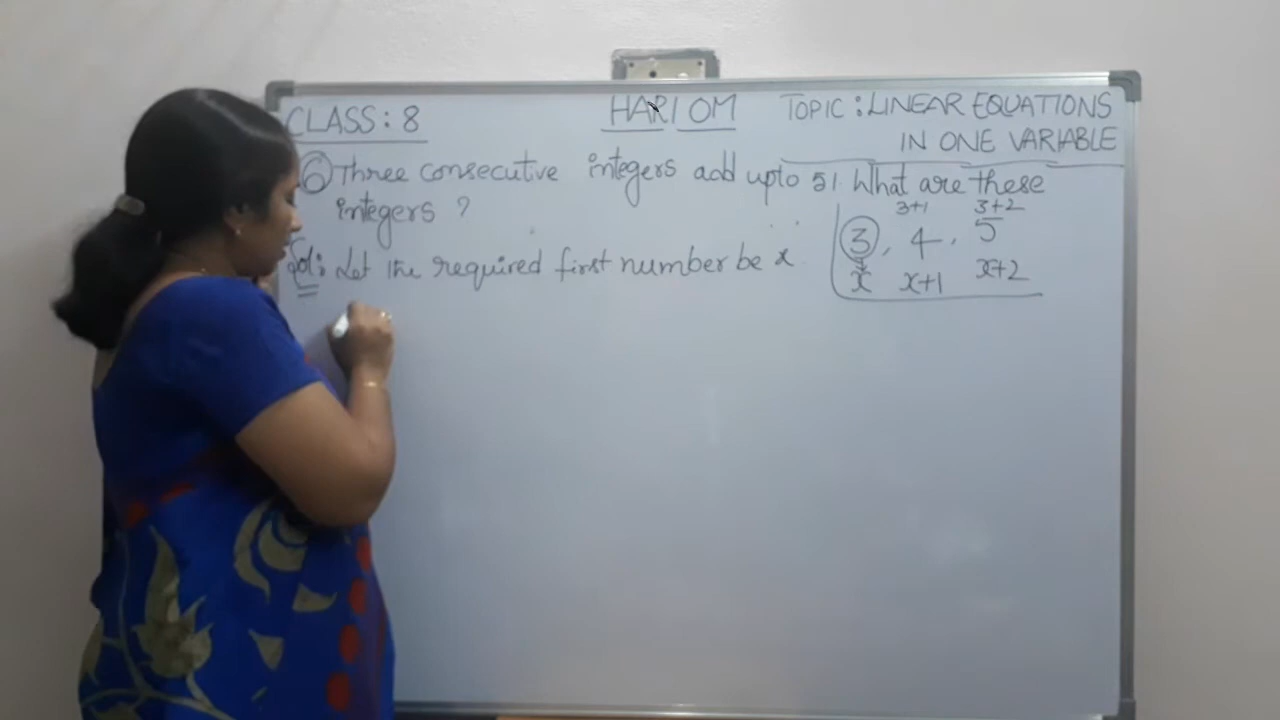 CLASS : 8
HARI OM
TOPIC : LINEAR EQUATIONS
IN ONE VARIABLE
6 Three consecutive integers add upto 51. What are these
integers ?
Sol: Let the required first number be x
3+1 3+2
3, 4, 5
x x+1 x+2